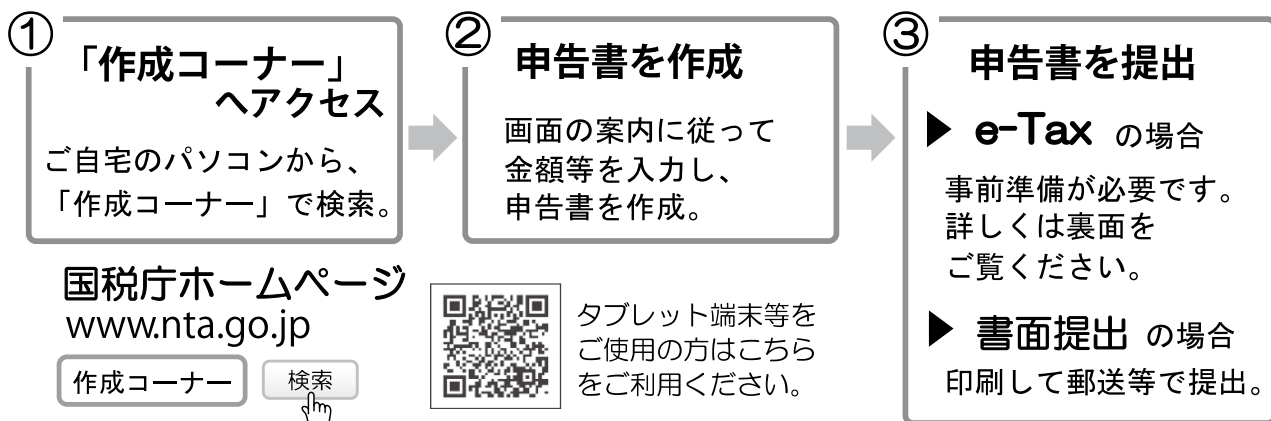 ①
「作成コーナー」
へアクセス
ご自宅のパソコンから、
「作成コーナー」で検索。
国税庁ホームページ
www.nta.go.jp
作成コーナー
検索
②
申告書を作成
画面の案内に従って
金額等を入力し、
申告書を作成。
タブレット端末等を
ご使用の方はこちら
をご利用ください。
③
申告書を提出
▶ e-Tax の場合
事前準備が必要です。
詳しくは裏面を
ご覧ください。
▶ 書面提出 の場合
印刷して郵送等で提出。